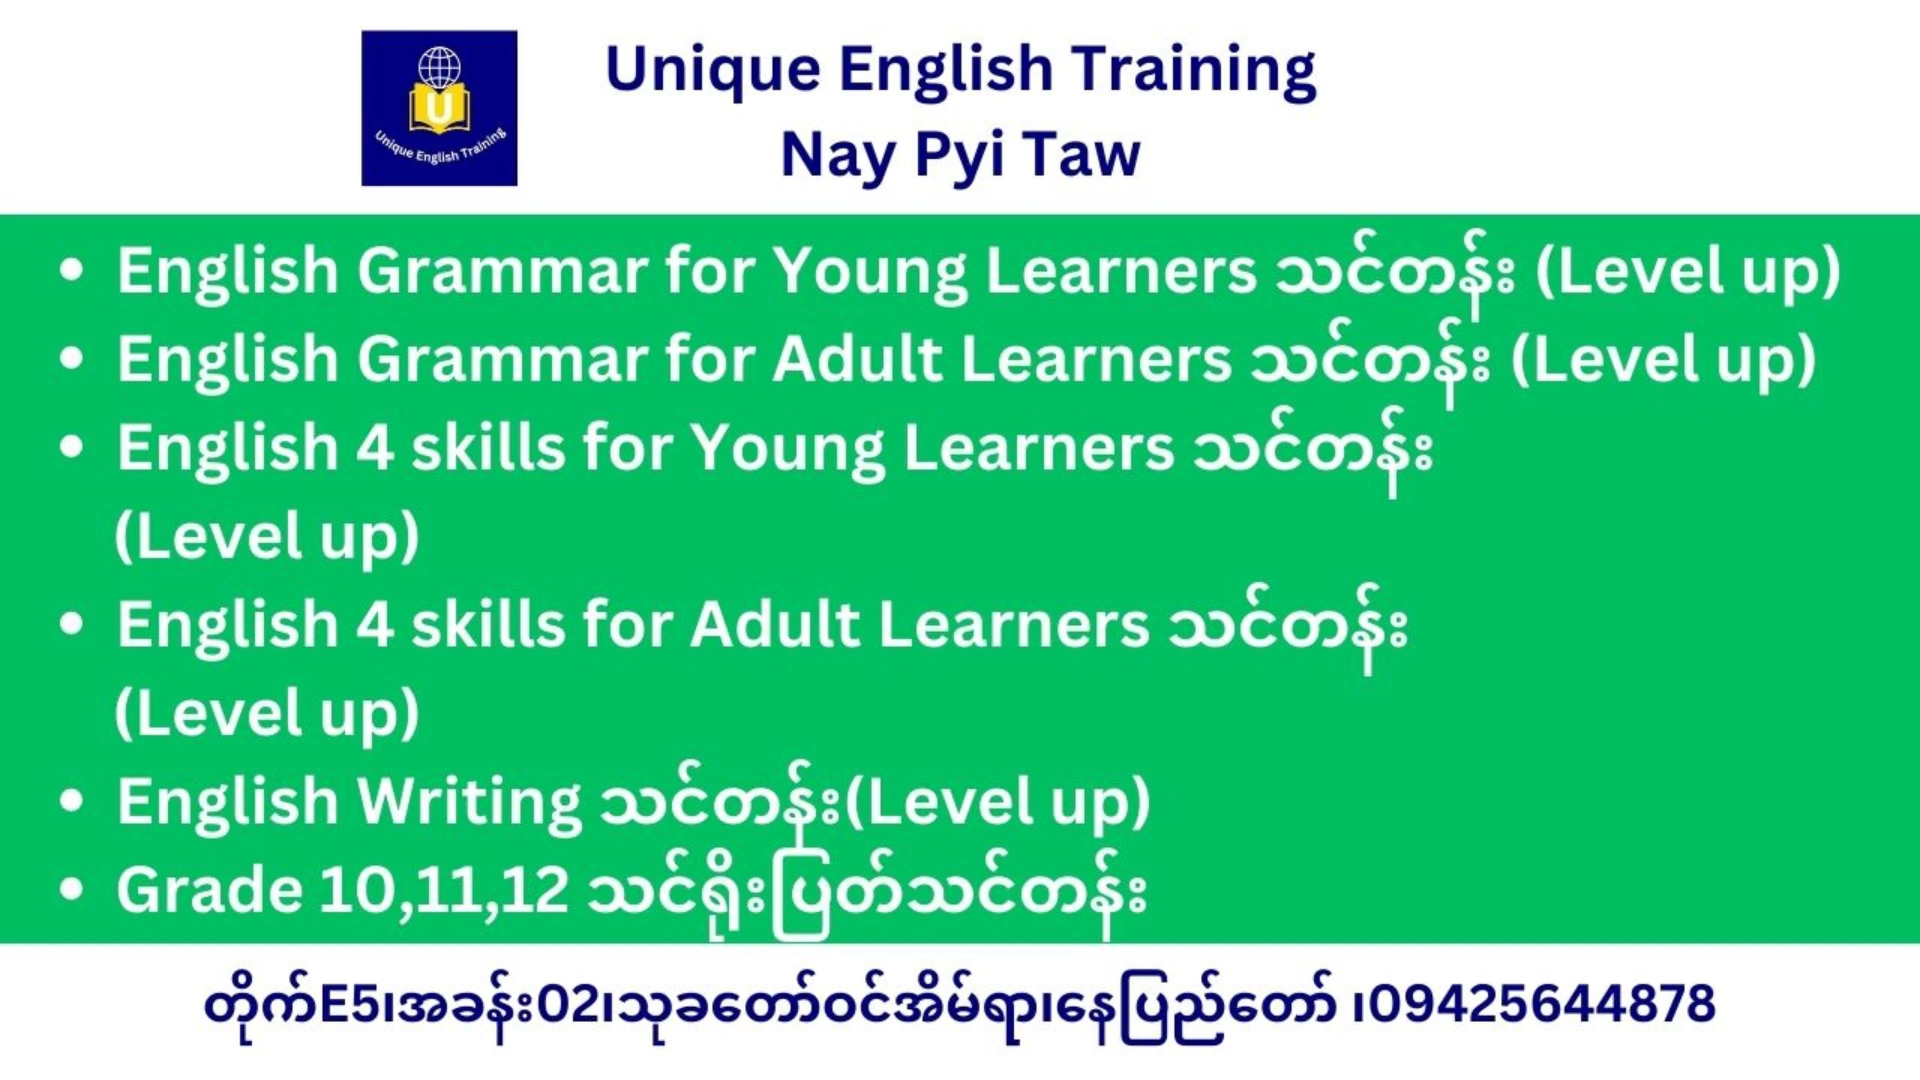 Unique English Training
Unique English Training
Nay Pyi Taw
• English Grammar for Young Learners သင်တန်း (Level up)
• English Grammar for Adult Learners သင်တန်း (Level up)
• English 4 skills for Young Learners သင်တန်း
(Level up)
• English 4 skills for Adult Learners သင်တန်း
(Level up)
• English Writing သင်တန်း(Level up)
• Grade 10,11,12 သင်ရိုးပြတ်သင်တန်း
တိုက်E5၊အခန်း02၊သုခတော်ဝင်အိမ်ရာ၊နေပြည်တော် ၊09425644878